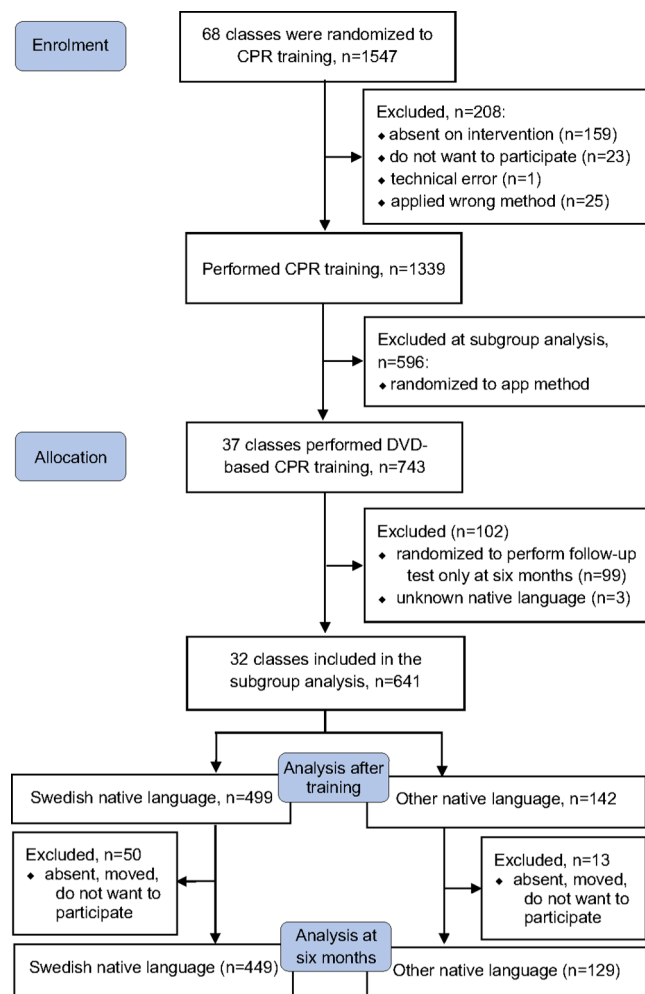 Enrolment
68 classes were randomized to
CPR training, n=1547
Excluded, n=208:
◆ absent on intervention (n=159)
◆ do not want to participate (n=23)
◆ technical error (n=1)
◆ applied wrong method (n=25)
Performed CPR training, n=1339
Excluded at subgroup analysis,
n=596:
◆ randomized to app method
Allocation
37 classes performed DVD-
based CPR training, n=743
Excluded (n=102)
◆ randomized to perform follow-up
test only at six months (n=99)
◆ unknown native language (n=3)
32 classes included in the
subgroup analysis, n=641
Analysis after
training
Swedish native language, n=499
Other native language, n=142
Excluded, n=50
◆ absent, moved,
do not want to
participate
Excluded, n=13
◆ absent, moved,
do not want to
participate
Analysis at
six months
Swedish native language (n=449)
Other native language (n=129)